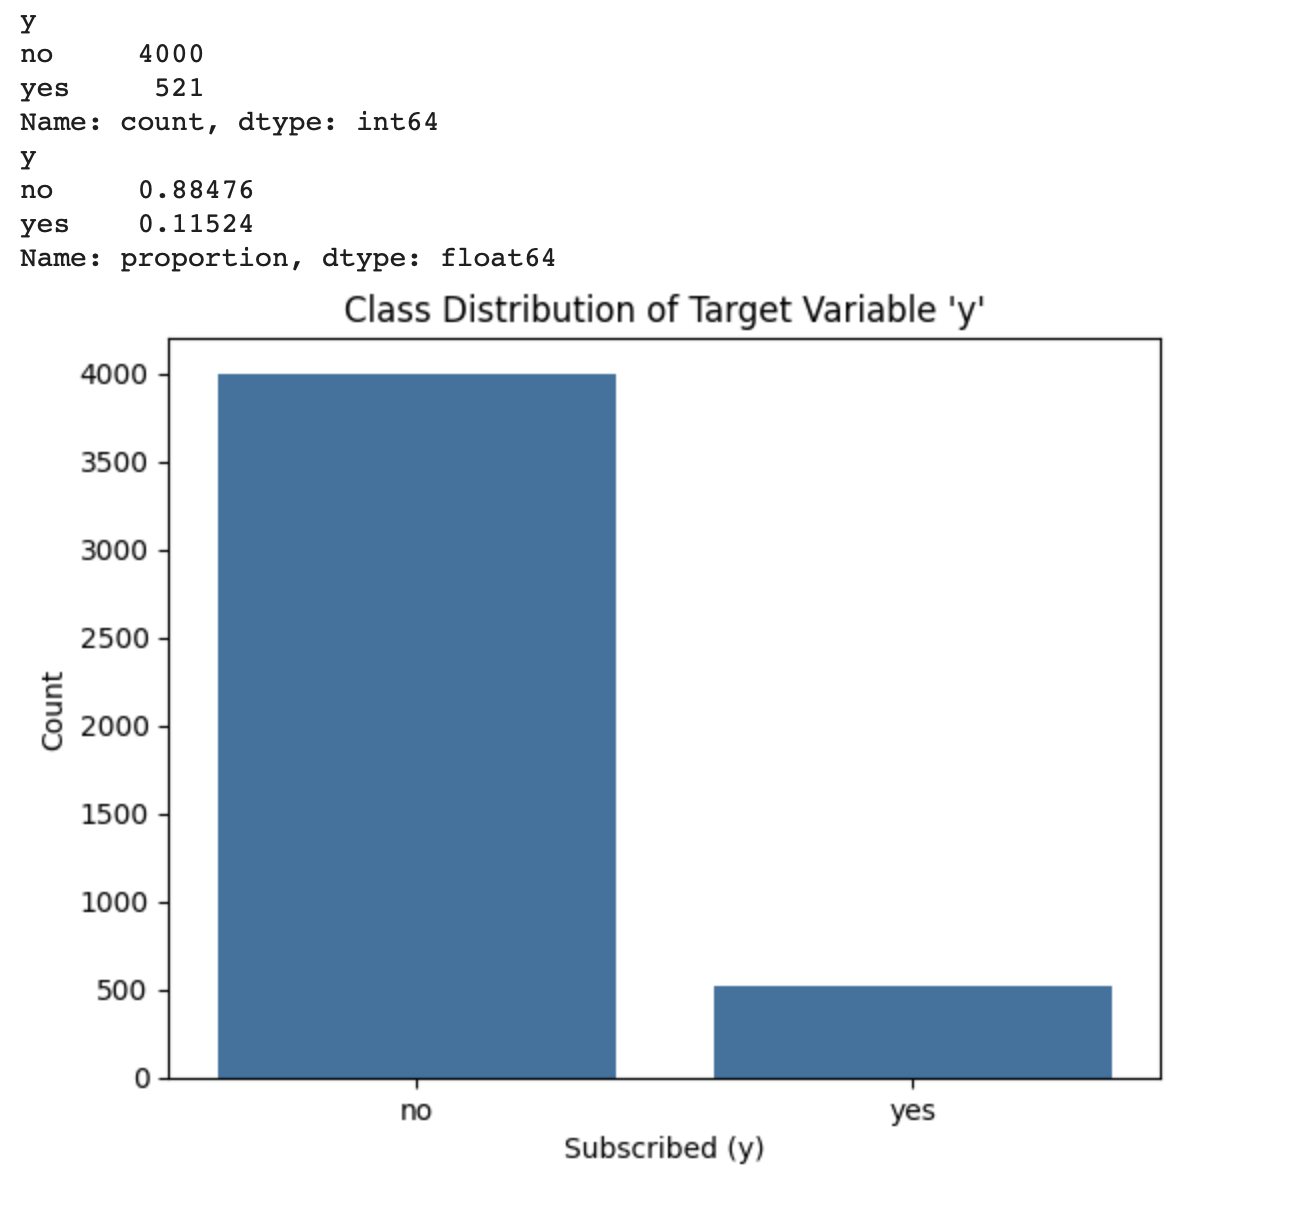 y
no     4000
yes     521
Name: count, dtype: int64
y
no     0.88476
yes    0.11524
Name: proportion, dtype: float64
Class Distribution of Target Variable 'y'
4000
3500
3000
2500
2000
1500
1000
500
0
Count
no
yes
Subscribed (y)